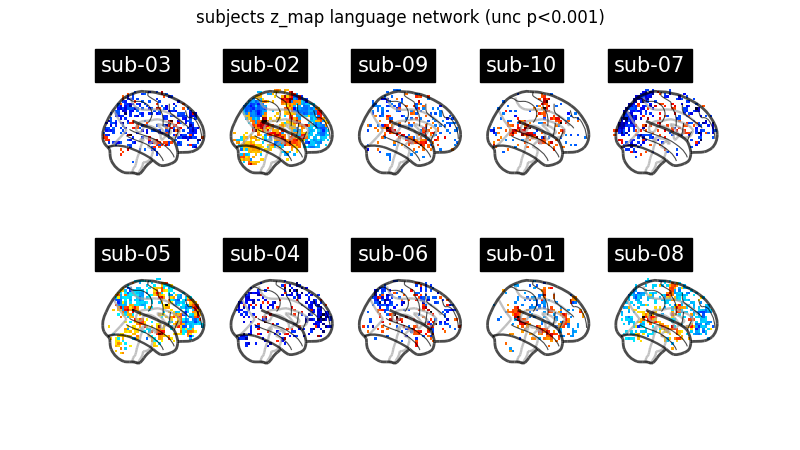 subjects z_map language network (unc p<0.001)
sub-03 sub-02 sub-09 sub-10 sub-07
sub-05 sub-04 sub-06 sub-01 sub-08